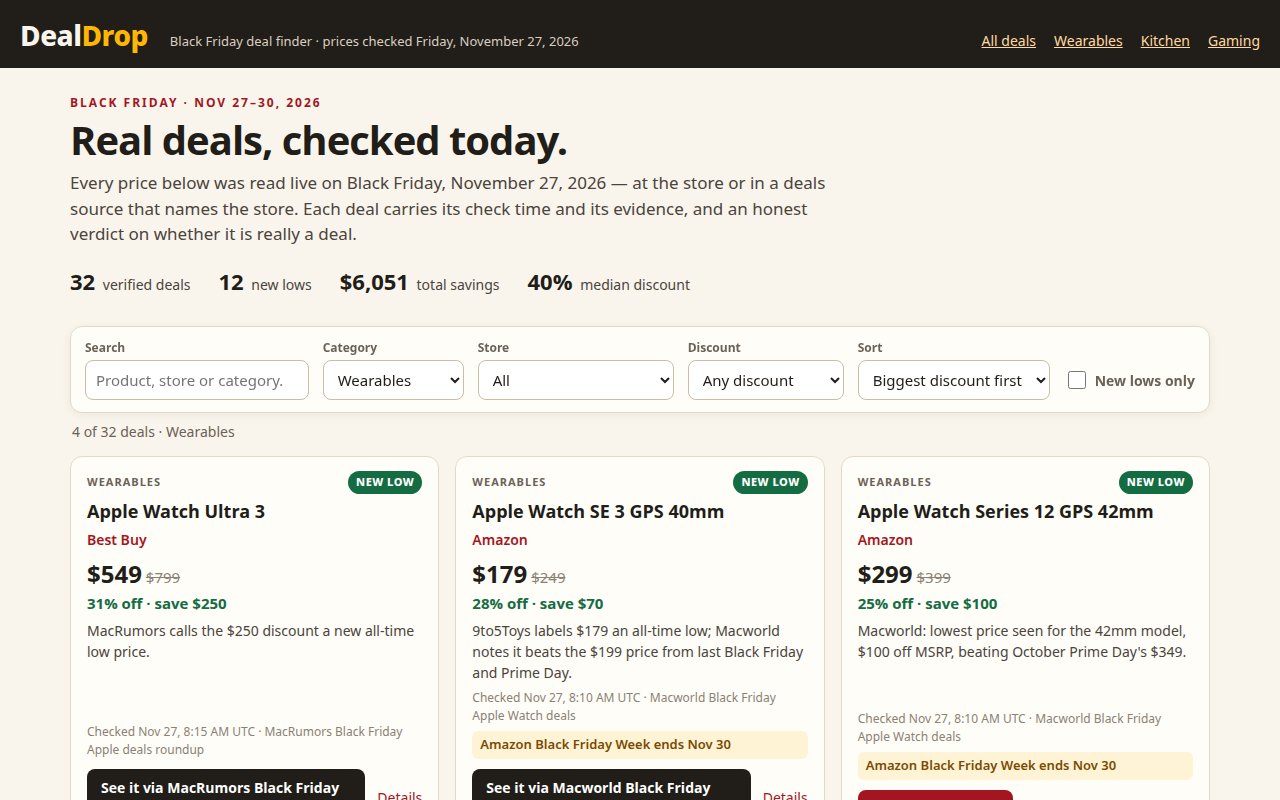 DealDrop
Black Friday deal finder · prices checked Friday, November 27, 2026
All deals Wearables Kitchen Gaming
BLACK FRIDAY · NOV 27–30, 2026
Real deals, checked today.
Every price below was read live on Black Friday, November 27, 2026 — at the store or in a deals
source that names the store. Each deal carries its check time and its evidence, and an honest
verdict on whether it is really a deal.
32 verified deals 12 new lows $6,051 total savings 40% median discount
Search Category Store Discount Sort
Product, store or category. Wearables All Any discount Biggest discount first New lows only
4 of 32 deals · Wearables
WEARABLES NEW LOW
Apple Watch Ultra 3
Best Buy
$549 $799
31% off · save $250
MacRumors calls the $250 discount a new all-time
low price.
Checked Nov 27, 8:15 AM UTC · MacRumors Black Friday
Apple deals roundup
See it via MacRumors Black Friday
Details
WEARABLES NEW LOW
Apple Watch SE 3 GPS 40mm
Amazon
$179 $249
28% off · save $70
9to5Toys labels $179 an all-time low; Macworld
notes it beats the $199 price from last Black Friday
and Prime Day.
Checked Nov 27, 8:10 AM UTC · Macworld Black Friday
Apple Watch deals
Amazon Black Friday Week ends Nov 30
See it via Macworld Black Friday
Details
WEARABLES NEW LOW
Apple Watch Series 12 GPS 42mm
Amazon
$299 $399
25% off · save $100
Macworld: lowest price seen for the 42mm model,
$100 off MSRP, beating October Prime Day's $349.
Checked Nov 27, 8:10 AM UTC · Macworld Black Friday
Apple Watch deals
Amazon Black Friday Week ends Nov 30